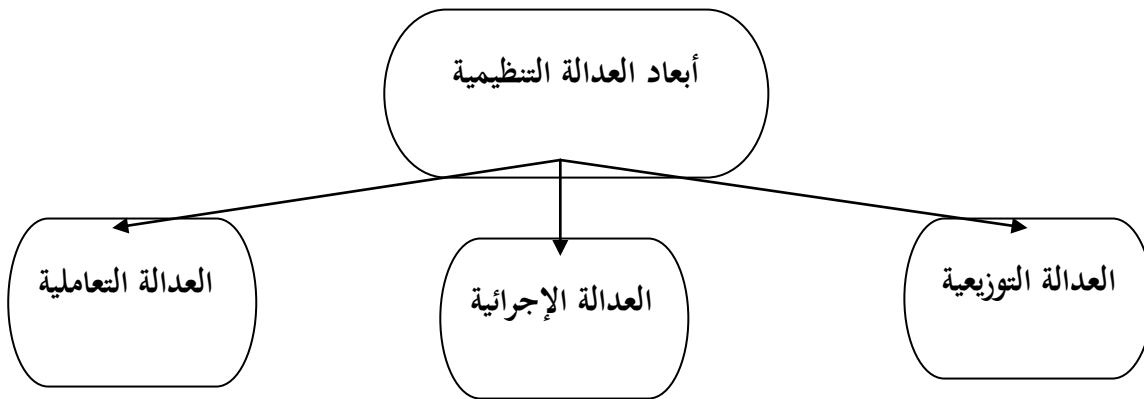 أبعاد العدالة التنظيمية
العدالة التوزيعية
العدالة الإجرائية
العدالة التعاملية